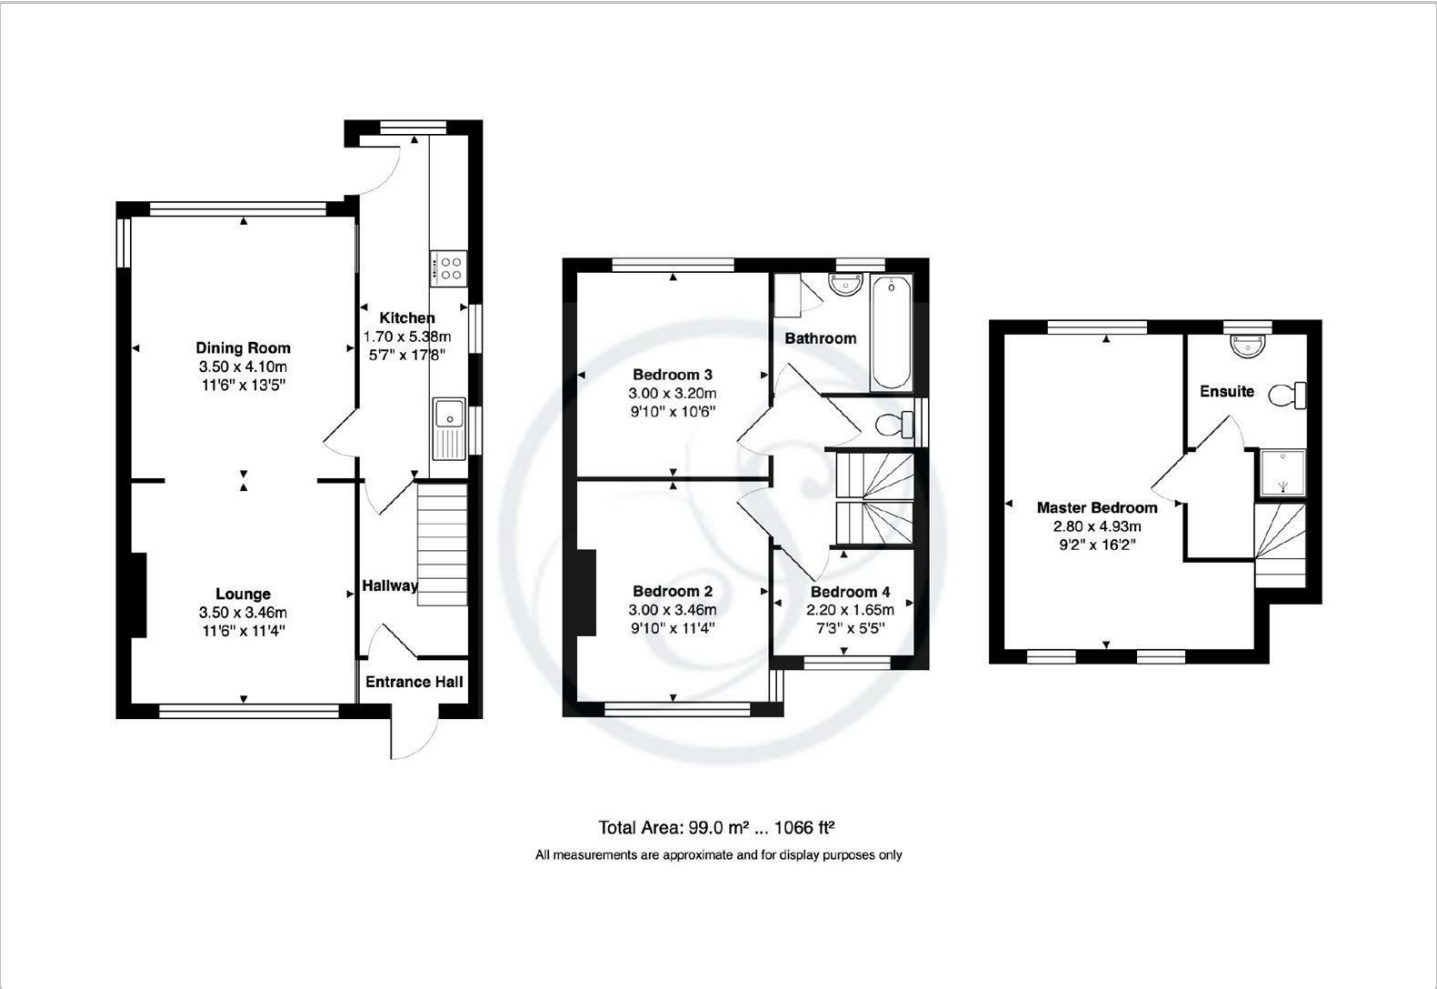 Kitchen
1.70 x 5.38m
5'7" x 17'8"
Dining Room
3.50 x 4.10m
11'6" x 13'5"
Lounge
3.50 x 3.46m
11'6" x 11'4"
Hallway
Entrance Hall
Bathroom
Bedroom 3
3.00 x 3.20m
9'10" x 10'6"
Bedroom 2
3.00 x 3.46m
9'10" x 11'4"
Bedroom 4
2.20 x 1.65m
7'3" x 5'5"
Ensuite
Master Bedroom
2.80 x 4.93m
9'2" x 16'2"
Total Area: 99.0 m² ... 1066 ft²
All measurements are approximate and for display purposes only